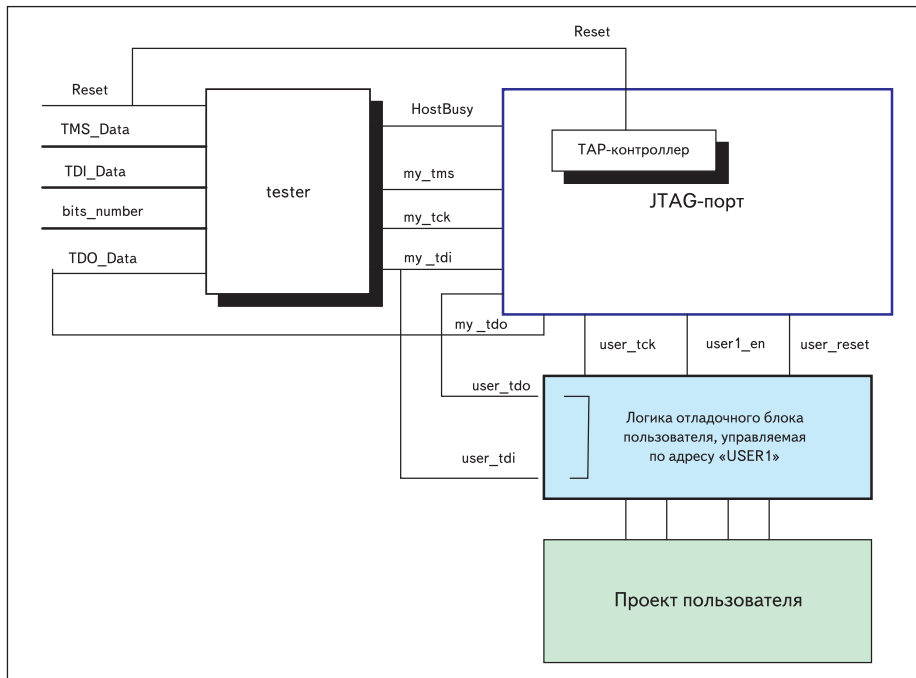 Reset
Reset
TMS_Data
TDI_Data
bits_number
TDO_Data
tester
HostBusy
my_tms
my_tck
my _tdi
my _tdo
TAP-контроллер
JTAG-порт
user_tck
user1_en
user_reset
user_tdo
user_tdi
Логика отладочного блока
пользователя, управляемая
по адресу «USER1»
Проект пользователя